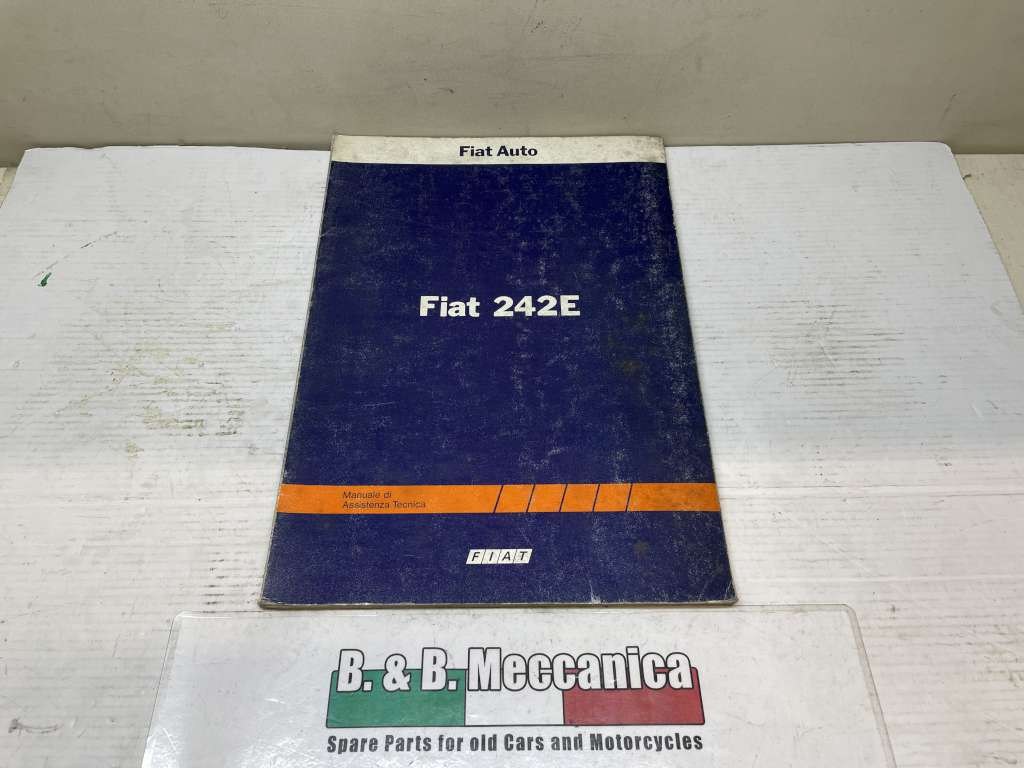 Fiat Auto
Fiat 242E
Manuale di
Assistenza Tecnica
FIAT
B. & B. Meccanica
Spare Parts for old Cars and Motorcycles